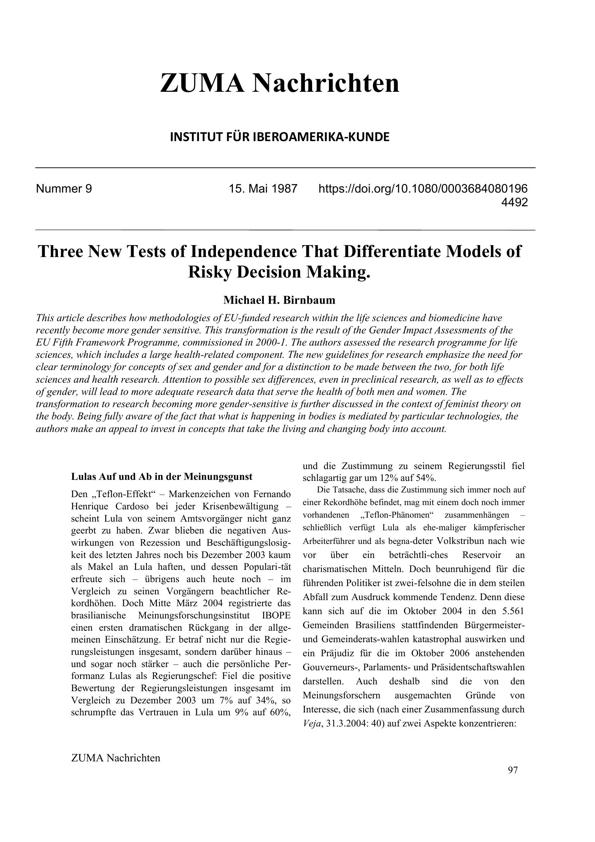 ZUMA Nachrichten
INSTITUT FÜR IBEROAMERIKA-KUNDE
Nummer 9 15. Mai 1987 https://doi.org/10.1080/0003684080196
4492
Three New Tests of Independence That Differentiate Models of
Risky Decision Making.
Michael H. Birnbaum
This article describes how methodologies of EU-funded research within the life sciences and biomedicine have
recently become more gender sensitive. This transformation is the result of the Gender Impact Assessments of the
EU Fifth Framework Programme, commissioned in 2000-1. The authors assessed the research programme for life
sciences, which includes a large health-related component. The new guidelines for research emphasize the need for
clear terminology for concepts of sex and gender and for a distinction to be made between the two, for both life
sciences and health research. Attention to possible sex differences, even in preclinical research, as well as to effects
of gender, will lead to more adequate research data that serve the health of both men and women. The
transformation to research becoming more gender-sensitive is further discussed in the context of feminist theory on
the body. Being fully aware of the fact that what is happening in bodies is mediated by particular technologies, the
authors make an appeal to invest in concepts that take the living and changing body into account.
Lulas Auf und Ab in der Meinungsgunst
Den „Teflon-Effekt“ – Markenzeichen von Fernando
Henrique Cardoso bei jeder Krisenbewältigung –
scheint Lula von seinem Amtsvorgänger nicht ganz
geerbt zu haben. Zwar blieben die negativen Aus-
wirkungen von Rezession und Beschäftigungslosig-
keit des letzten Jahres noch bis Dezember 2003 kaum
als Makel an Lula haften, und dessen Populari-tät
erfreute sich – übrigens auch heute noch – im
Vergleich zu seinen Vorgängern beachtlicher Re-
kordhöhen. Doch Mitte März 2004 registrierte das
brasilianische Meinungsforschungsinstitut IBOPE
einen ersten dramatischen Rückgang in der allge-
meinen Einschätzung. Er betraf nicht nur die Regie-
rungsleistungen insgesamt, sondern darüber hinaus –
und sogar noch stärker – auch die persönliche Per-
formanz Lulas als Regierungschef: Fiel die positive
Bewertung der Regierungsleistungen insgesamt im
Vergleich zu Dezember 2003 um 7% auf 34%, so
schrumpfte das Vertrauen in Lula um 9% auf 60%,
und die Zustimmung zu seinem Regierungsstil fiel
schlagartig gar um 12% auf 54%.
Die Tatsache, dass die Zustimmung sich immer noch auf
einer Rekordhöhe befindet, mag mit einem doch noch immer
vorhandenen „Teflon-Phänomen“ zusammenhängen –
schließlich verfügt Lula als ehe-maliger kämpferischer
Arbeiterführer und als begna-deter Volkstribun nach wie
vor über ein beträchtli-ches Reservoir an
charismatischen Mitteln. Doch beunruhigend für die
führenden Politiker ist zwei-felsohne die in dem steilen
Abfall zum Ausdruck kommende Tendenz. Denn diese
kann sich auf die im Oktober 2004 in den 5.561
Gemeinden Brasiliens stattfindenden Bürgermeister-
und Gemeinderats-wahlen katastrophal auswirken und
ein Präjudiz für die im Oktober 2006 anstehenden
Gouverneurs-, Parlaments- und Präsidentschaftswahlen
darstellen. Auch deshalb sind die von den
Meinungsforschern ausgemachten Gründe von
Interesse, die sich (nach einer Zusammenfassung durch
Veja, 31.3.2004: 40) auf zwei Aspekte konzentrieren:
ZUMA Nachrichten
97